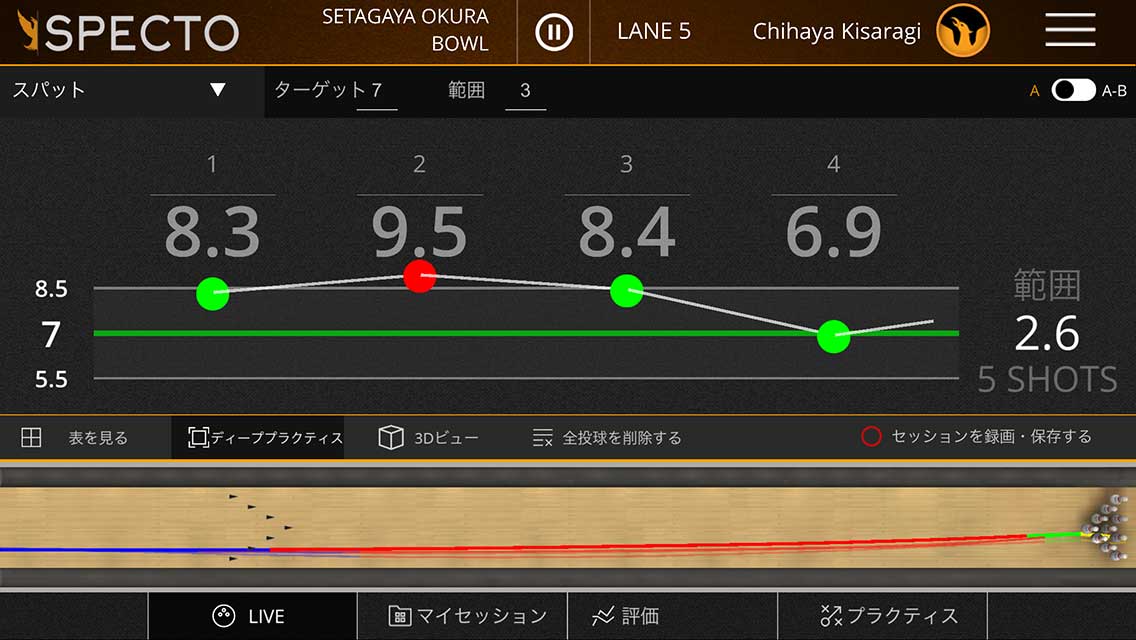 SPECTO
SETAGAYA OKURA
BOWL
LANE 5
Chihaya Kisaragi
スパット
ターゲット 7
範囲 3
A
A-B
1 2 3 4
8.3 9.5 8.4 6.9
8.5
7
5.5
範囲
2.6
5 SHOTS
表を見る
ディーププラクティス
3Dビュー
全投球を削除する
セッションを録画・保存する
LIVE
マイセッション
評価
プラクティス